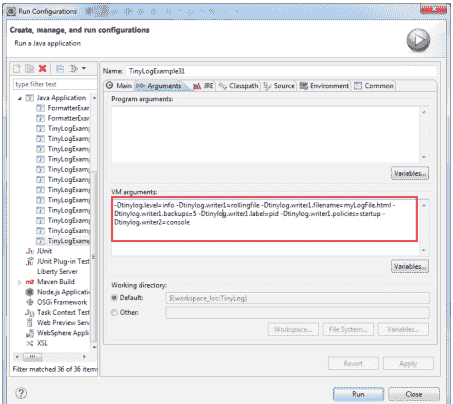 Run Configurations
Create, manage, and run configurations
Run a Java application
Name: TinyLogExample31
type filter text
Main Arguments JRE Classpath Source Environment Common
Java Application
FormatterExar
FormatterExar
TinyLogExamp
TinyLogExamp
TinyLogExamp
TinyLogExamp
TinyLogExamp
TinyLogExamp
TinyLogExamp
TinyLogExamp
TinyLogExamp
TinyLogExame
JUnit
JUnit Plug-in Test
Liberty Server
Maven Build
Node.js Applicatio
OSGi Framework
Task Context Test
Web Preview Serv
WebSphere Appli
XSL
Filter matched 36 of 36 items
Program arguments:
Variables...
VM arguments:
-Dtinylog.level=info -Dtinylog.writer1=rollingfile -Dtinylog.writer1.filename=myLogFile.html -
Dtinylog.writer1.backups=5 -Dtinylog.writer1.label=pid -Dtinylog.writer1.policies=startup -
Dtinylog.writer2=console
Variables...
Working directory:
Default: ${workspace_loc:TinyLog}
Other:
Workspace... File System... Variables...
Revert Apply
Run Close